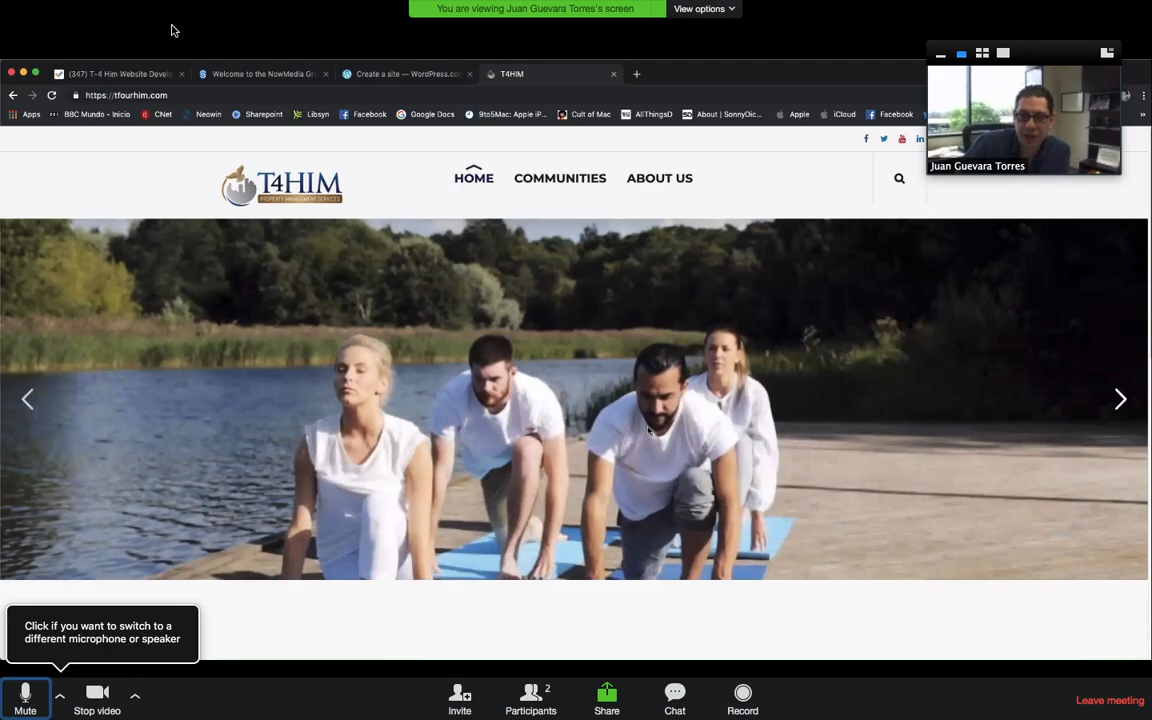 You are viewing Juan Guevara Torres's screen
View options
(347) T-4 Him Website Develo
Welcome to the NowMedia Gr
Create a site — WordPress.co
T4HIM
https://tfourhim.com
Apps
BBC Mundo - Inicio
CNet
Neowin
Sharepoint
Libsyn
Facebook
Google Docs
9to5Mac: Apple iP...
Cult of Mac
AllThingsD
About | SonnyDic...
Apple
iCloud
Facebook
Juan Guevara Torres
T4HIM
PROPERTY MANAGEMENT SERVICES
HOME
COMMUNITIES
ABOUT US
Click if you want to switch to a
different microphone or speaker
Mute
Stop video
Invite
Participants
2
Share
Chat
Record
Leave meeting